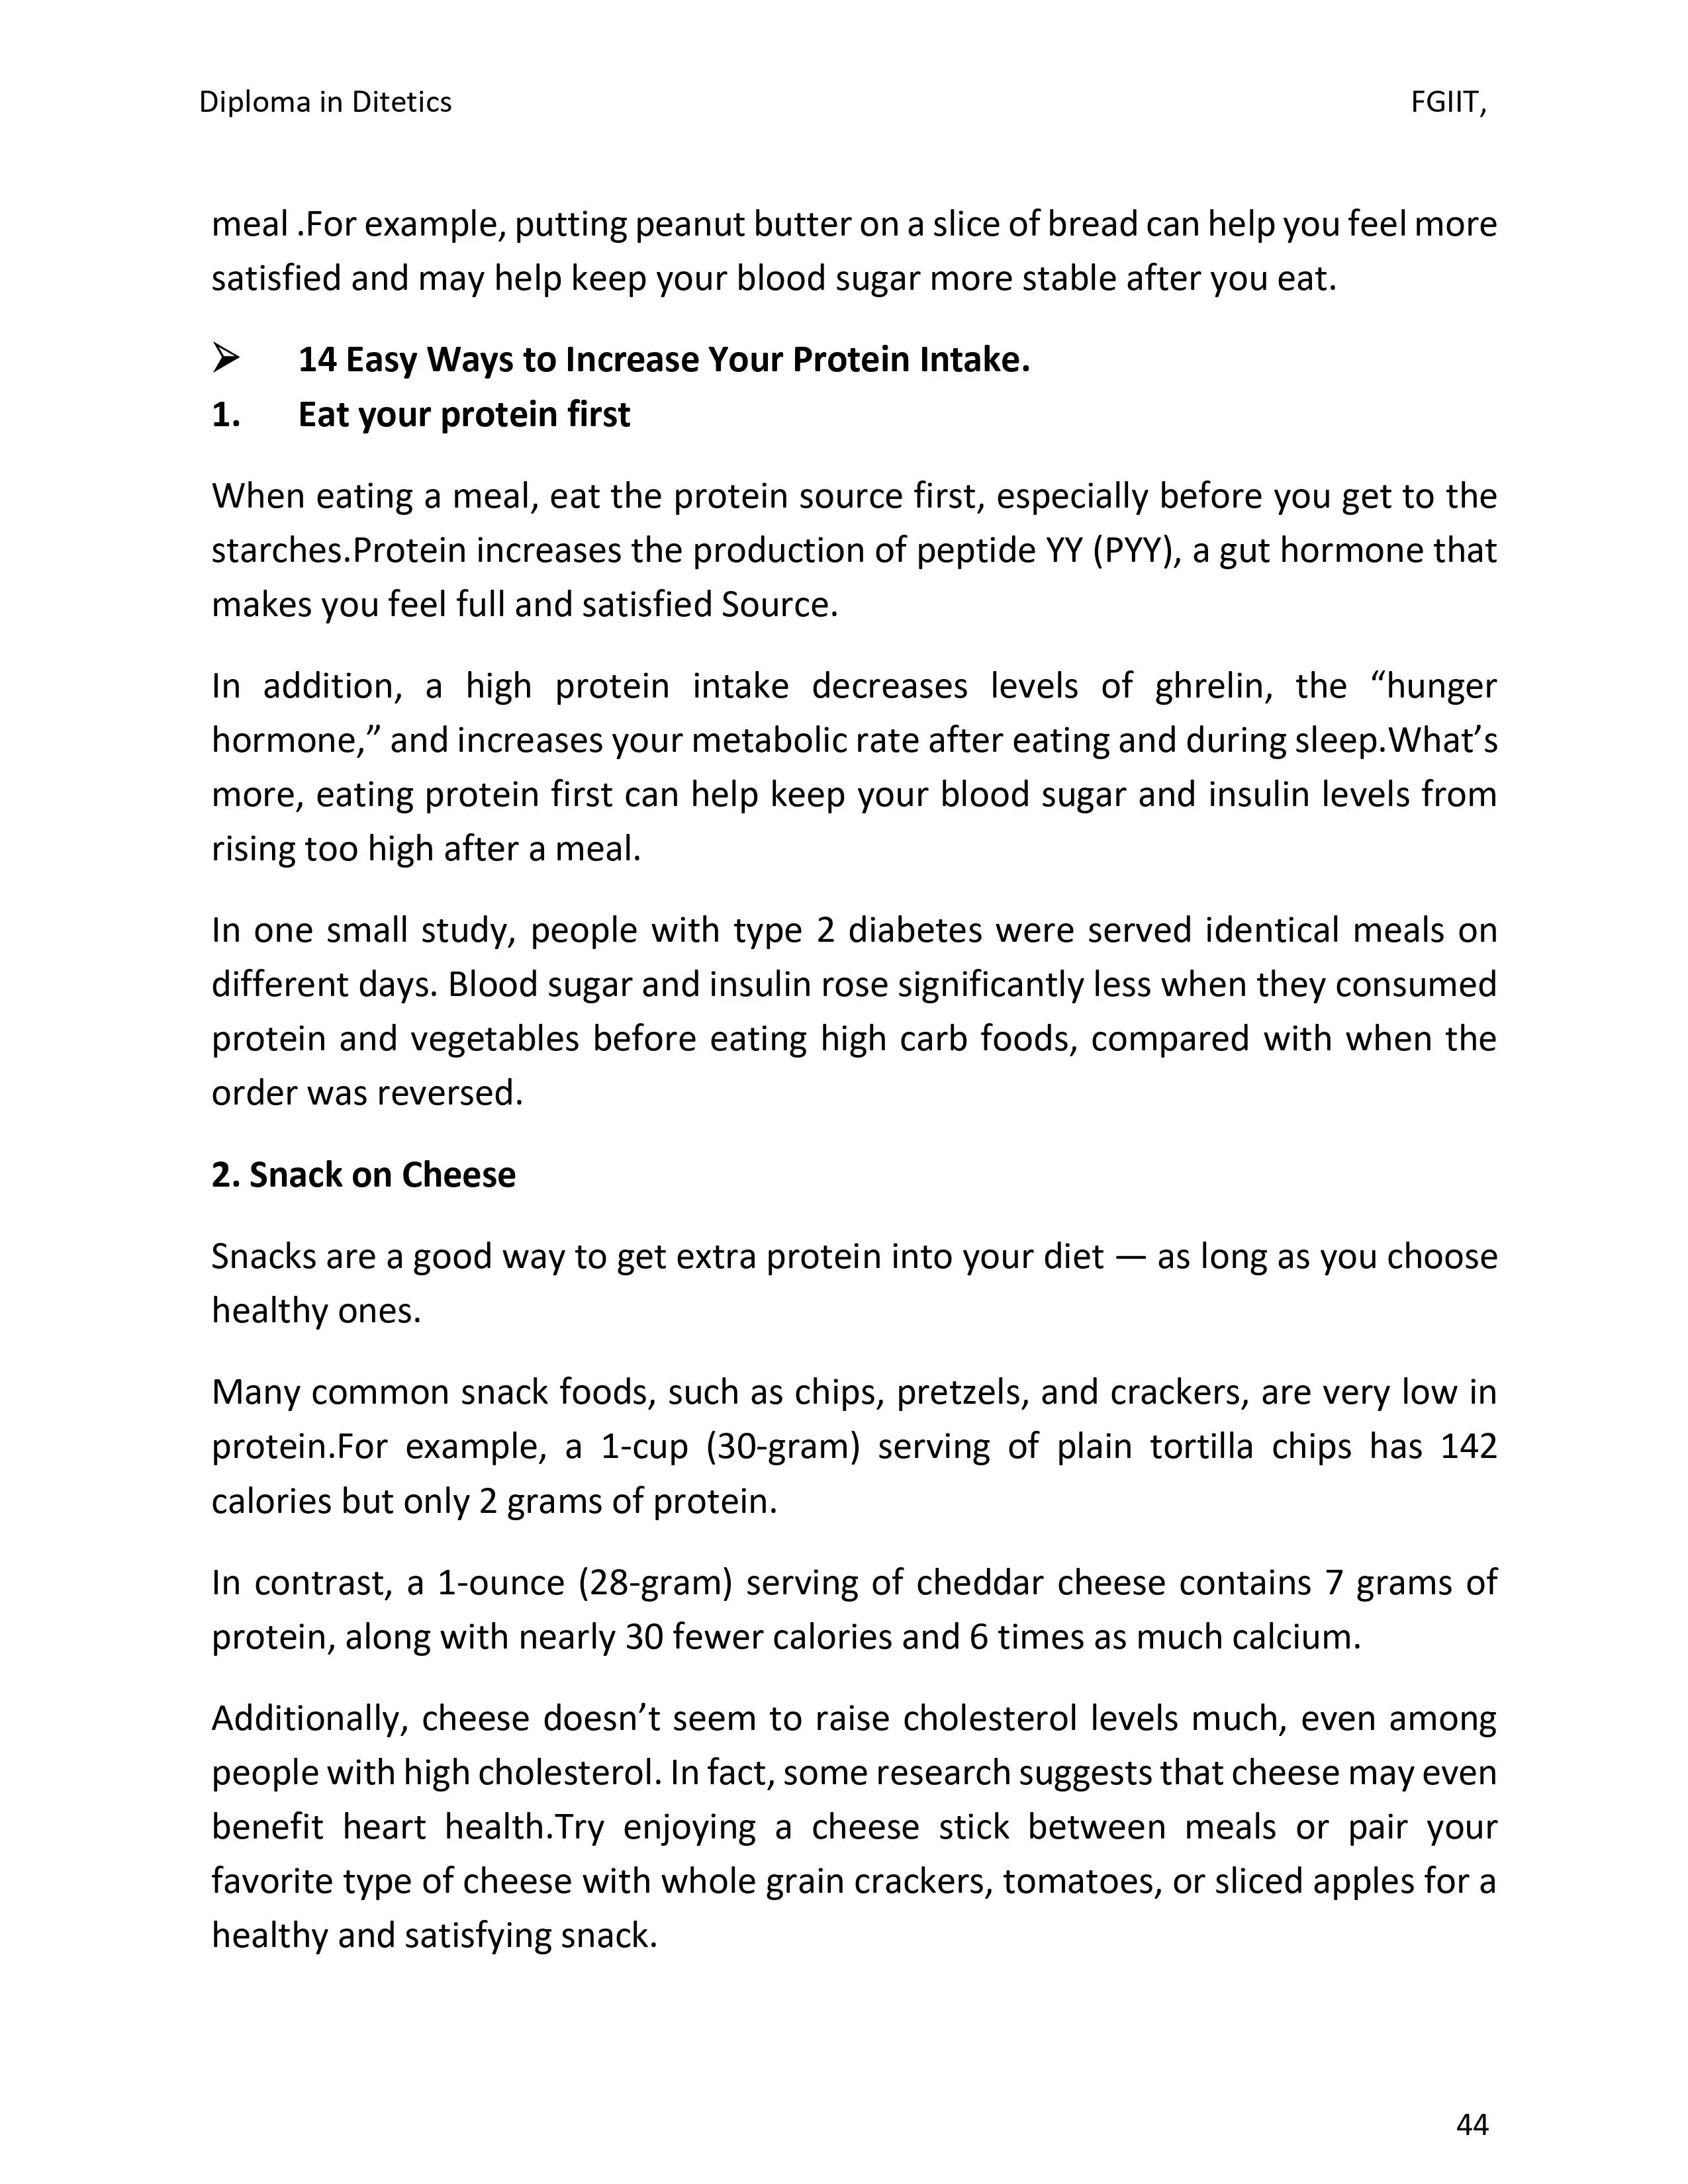 Diploma in Ditetics FGIIT,
meal .For example, putting peanut butter on a slice of bread can help you feel more
satisfied and may help keep your blood sugar more stable after you eat.
➢ 14 Easy Ways to Increase Your Protein Intake.
1. Eat your protein first
When eating a meal, eat the protein source first, especially before you get to the
starches.Protein increases the production of peptide YY (PYY), a gut hormone that
makes you feel full and satisfied Source.
In addition, a high protein intake decreases levels of ghrelin, the “hunger
hormone,” and increases your metabolic rate after eating and during sleep.What’s
more, eating protein first can help keep your blood sugar and insulin levels from
rising too high after a meal.
In one small study, people with type 2 diabetes were served identical meals on
different days. Blood sugar and insulin rose significantly less when they consumed
protein and vegetables before eating high carb foods, compared with when the
order was reversed.
2. Snack on Cheese
Snacks are a good way to get extra protein into your diet — as long as you choose
healthy ones.
Many common snack foods, such as chips, pretzels, and crackers, are very low in
protein.For example, a 1-cup (30-gram) serving of plain tortilla chips has 142
calories but only 2 grams of protein.
In contrast, a 1-ounce (28-gram) serving of cheddar cheese contains 7 grams of
protein, along with nearly 30 fewer calories and 6 times as much calcium.
Additionally, cheese doesn’t seem to raise cholesterol levels much, even among
people with high cholesterol. In fact, some research suggests that cheese may even
benefit heart health.Try enjoying a cheese stick between meals or pair your
favorite type of cheese with whole grain crackers, tomatoes, or sliced apples for a
healthy and satisfying snack.
44